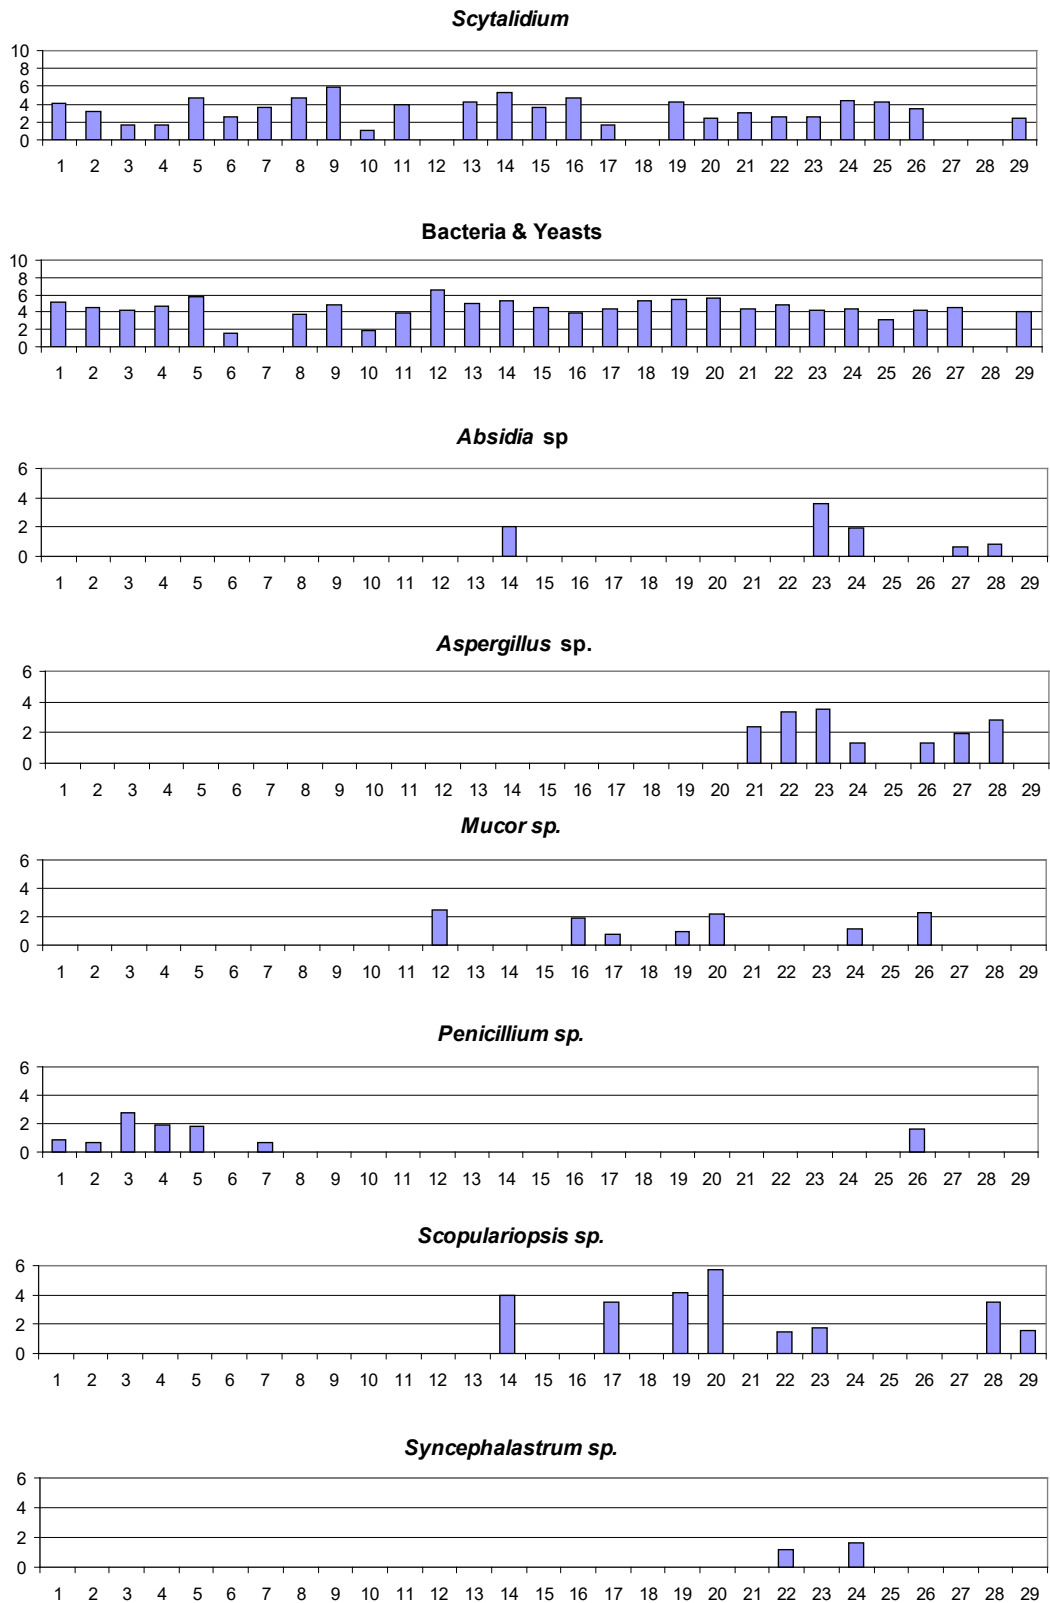 Scytalidium
10
8
6
4
2
0
1 2 3 4 5 6 7 8 9 10 11 12 13 14 15 16 17 18 19 20 21 22 23 24 25 26 27 28 29
Bacteria & Yeasts
10
8
6
4
2
0
1 2 3 4 5 6 7 8 9 10 11 12 13 14 15 16 17 18 19 20 21 22 23 24 25 26 27 28 29
Absidia sp
6
4
2
0
1 2 3 4 5 6 7 8 9 10 11 12 13 14 15 16 17 18 19 20 21 22 23 24 25 26 27 28 29
Aspergillus sp.
6
4
2
0
1 2 3 4 5 6 7 8 9 10 11 12 13 14 15 16 17 18 19 20 21 22 23 24 25 26 27 28 29
Mucor sp.
6
4
2
0
1 2 3 4 5 6 7 8 9 10 11 12 13 14 15 16 17 18 19 20 21 22 23 24 25 26 27 28 29
Penicillium sp.
6
4
2
0
1 2 3 4 5 6 7 8 9 10 11 12 13 14 15 16 17 18 19 20 21 22 23 24 25 26 27 28 29
Scopulariopsis sp.
6
4
2
0
1 2 3 4 5 6 7 8 9 10 11 12 13 14 15 16 17 18 19 20 21 22 23 24 25 26 27 28 29
Syncephalastrum sp.
6
4
2
0
1 2 3 4 5 6 7 8 9 10 11 12 13 14 15 16 17 18 19 20 21 22 23 24 25 26 27 28 29